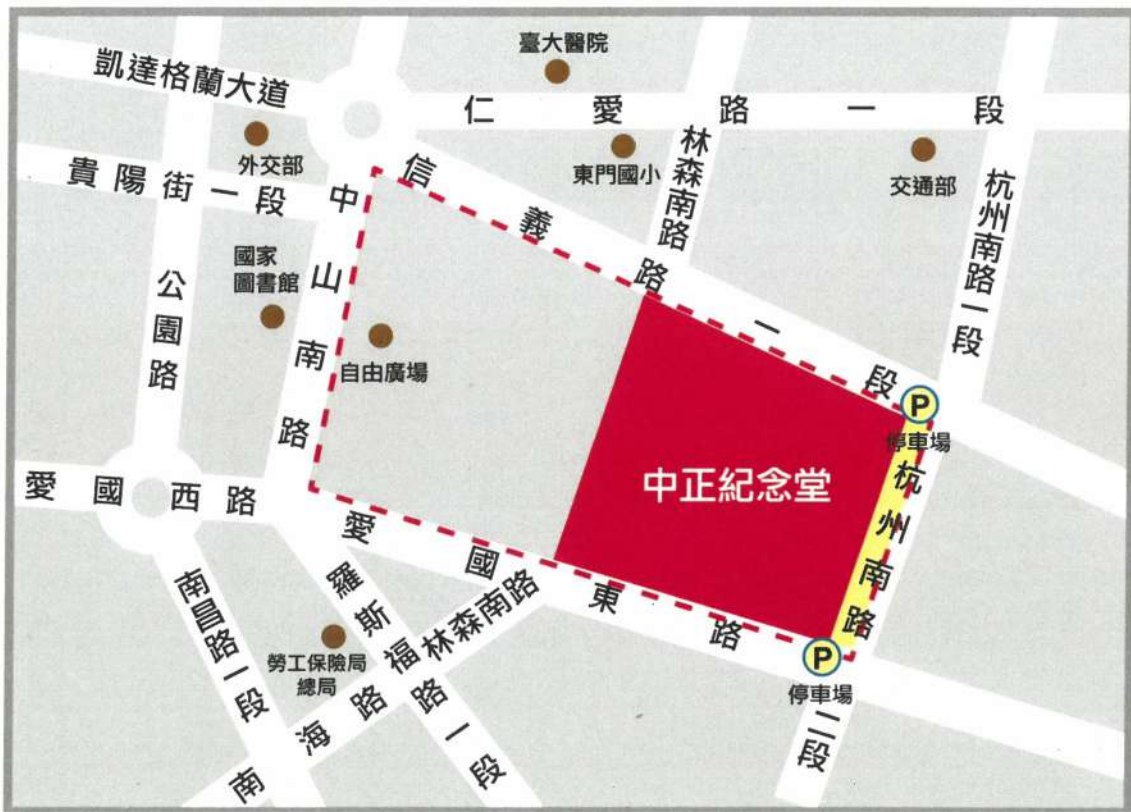 臺大醫院
凱達格蘭大道
仁愛路一段
外交部
東門國小
林森南路
交通部
杭州南路一段
貴陽街一段
中山南路
信義路一段
國家
圖書館
公園路
自由廣場
P
停車場
中正紀念堂
杭州南路
二段
愛國西路
愛國東路
P
停車場
南昌路一段
羅斯福路一段
林森南路
南海路
勞工保險局
總局